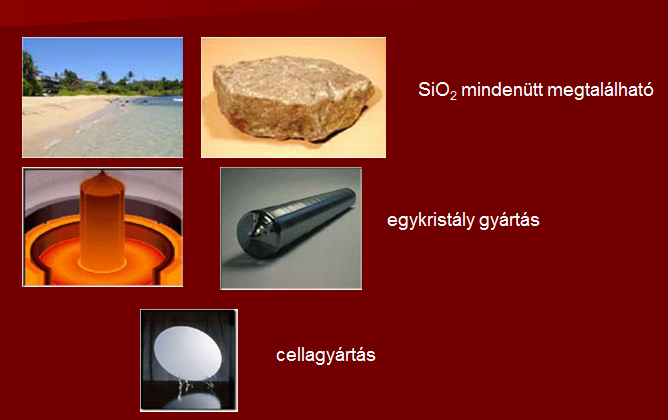 SiO₂ mindenütt megtalálható
egykristály gyártás
cellagyártás